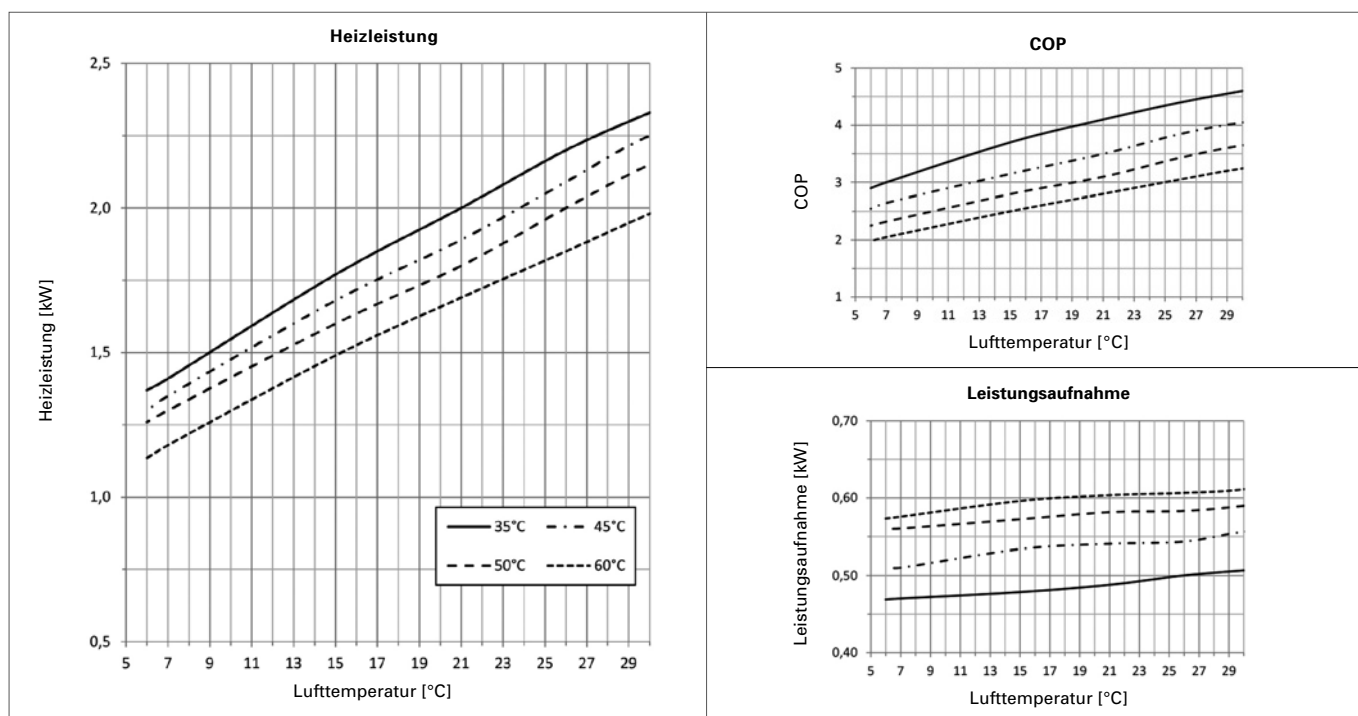 Heizleistung
2,5
2,0
1,5
1,0
0,5
Heizleistung [kW]
35°C 45°C
50°C 60°C
5 7 9 11 13 15 17 19 21 23 25 27 29
Lufttemperatur [°C]
COP
5
4
3
2
1
COP
5 7 9 11 13 15 17 19 21 23 25 27 29
Lufttemperatur [°C]
Leistungsaufnahme
0,70
0,60
0,50
0,40
Leistungsaufnahme [kW]
5 7 9 11 13 15 17 19 21 23 25 27 29
Lufttemperatur [°C]